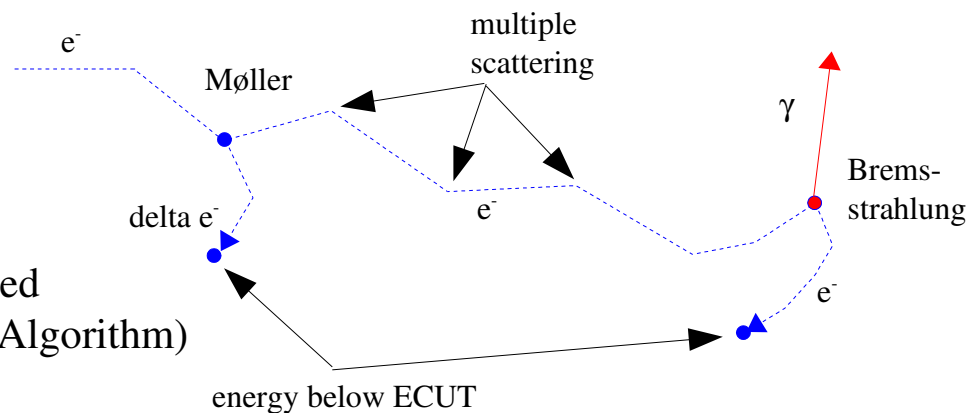 multiple
scattering
e-
Møller
γ
Brems-
strahlung
e-
delta e-
ed
Algorithm)
e-
energy below ECUT